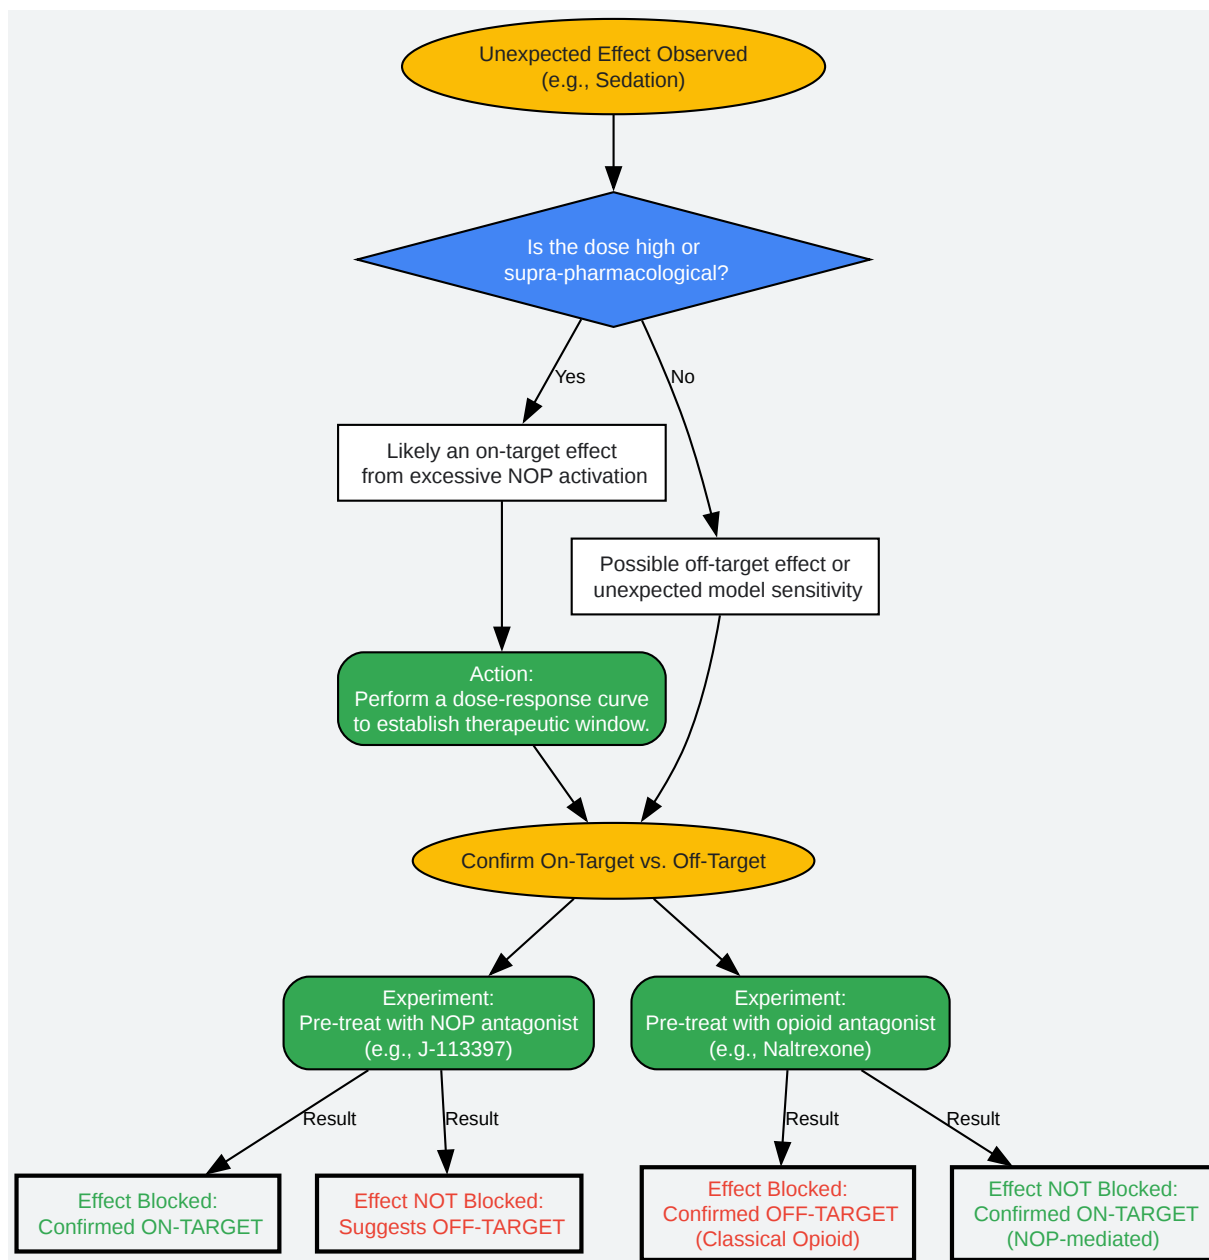 Unexpected Effect Observed
(e.g., Sedation)
Is the dose high or
supra-pharmacological?
Yes
No
Likely an on-target effect
from excessive NOP activation
Possible off-target effect or
unexpected model sensitivity
Action:
Perform a dose-response curve
to establish therapeutic window.
Confirm On-Target vs. Off-Target
Experiment:
Pre-treat with NOP antagonist
(e.g., J-113397)
Experiment:
Pre-treat with opioid antagonist
(e.g., Naltrexone)
Result
Result
Result
Result
Effect Blocked:
Confirmed ON-TARGET
Effect NOT Blocked:
Suggests OFF-TARGET
Effect Blocked:
Confirmed OFF-TARGET
(Classical Opioid)
Effect NOT Blocked:
Confirmed ON-TARGET
(NOP-mediated)